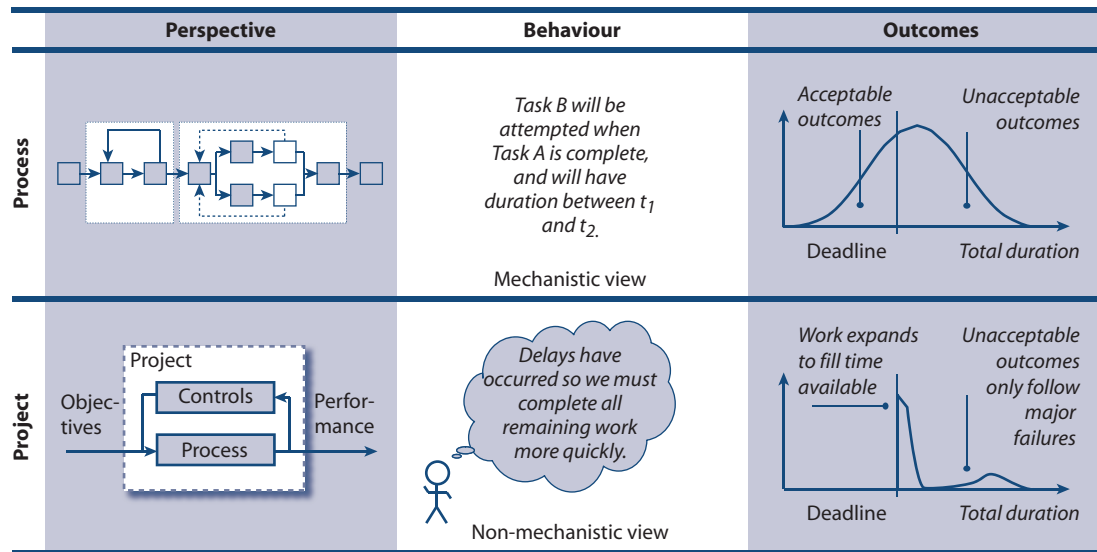 Perspective
Behaviour
Outcomes
Process
Task B will be
attempted when
Task A is complete,
and will have
duration between t1
and t2.
Mechanistic view
Acceptable
outcomes
Unacceptable
outcomes
Deadline
Total duration
Project
Project
Controls
Process
Objec-
tives
Perfor-
mance
Delays have
occurred so we must
complete all
remaining work
more quickly.
Non-mechanistic view
Work expands
to fill time
available
Unacceptable
outcomes
only follow
major
failures
Deadline
Total duration